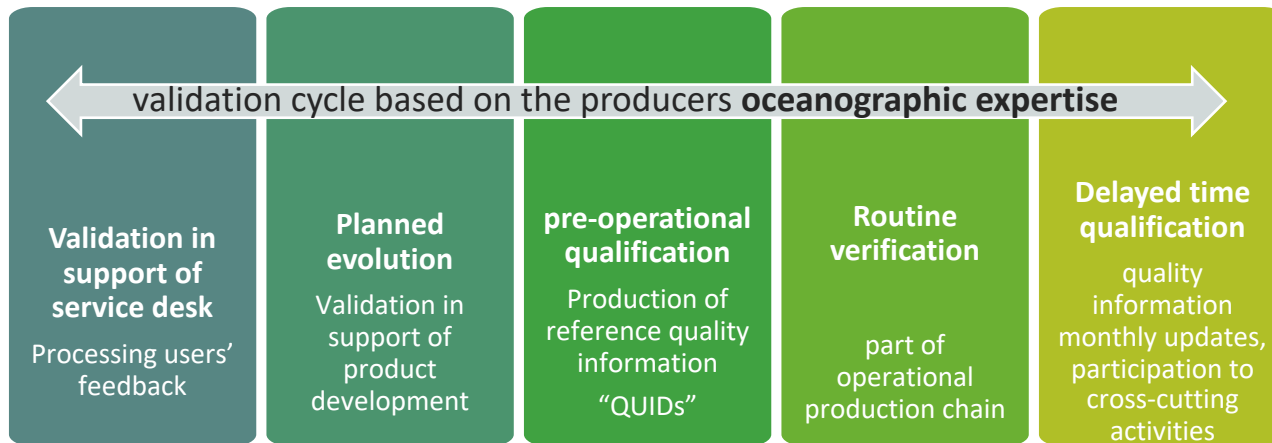 validation cycle based on the producers oceanographic expertise
Validation in
support of
service desk
Processing users’
feedback
Planned
evolution
Validation in
support of
product
development
pre-operational
qualification
Production of
reference quality
information
“QUIDs”
Routine
verification
part of
operational
production chain
Delayed time
qualification
quality
information
monthly updates,
participation to
cross-cutting
activities